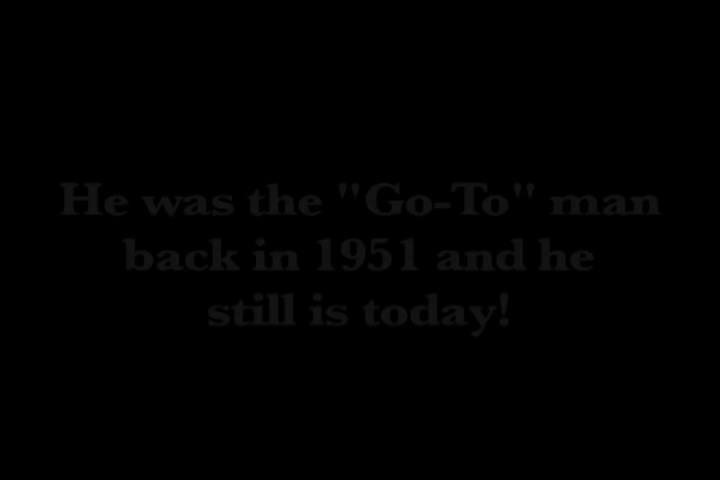 He was the "Go-To" man
back in 1951 and he
still is today!